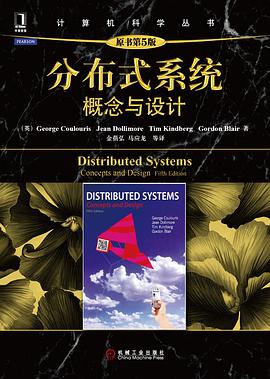 计算机科学丛书
PEARSON
原书第5版
分布式系统
概念与设计
（英） George Coulouris Jean Dollimore Tim Kindberg Gordon Blair 著
金蓓弘 马应龙 等译
Distributed Systems
Concepts and Design Fifth Edition
DISTRIBUTED SYSTEMS
Concepts and Design
Fifth Edition
George Coulouris
Jean Dollimore
Tim Kindberg
Gordon Blair
机械工业出版社
China Machine Press